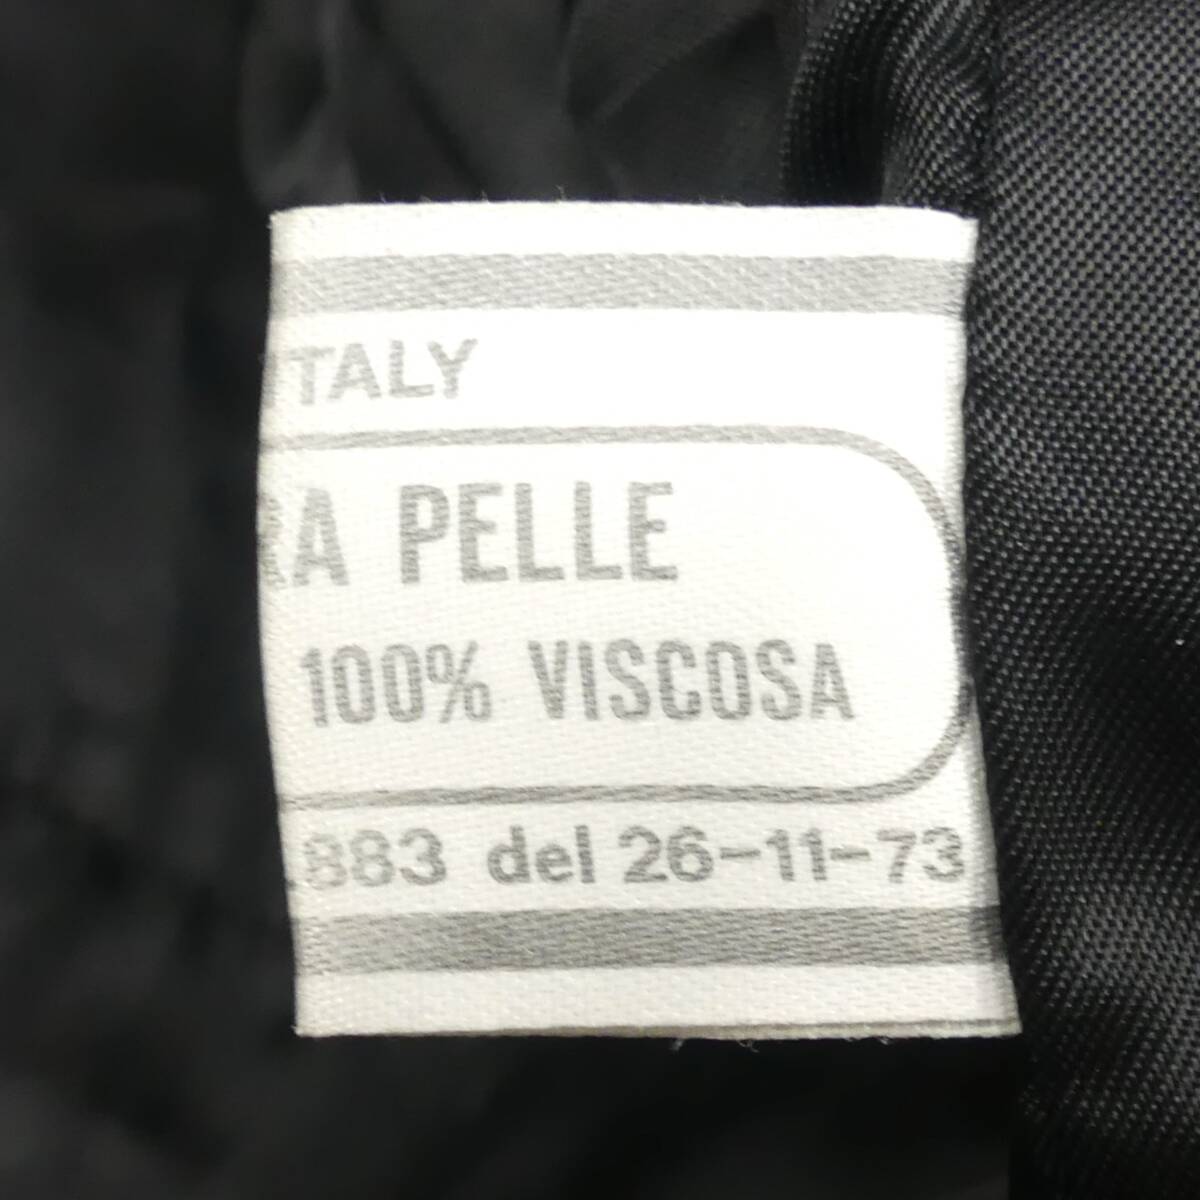 ITALY
RA PELLE
100% VISCOSA
.883 del 26-11-73